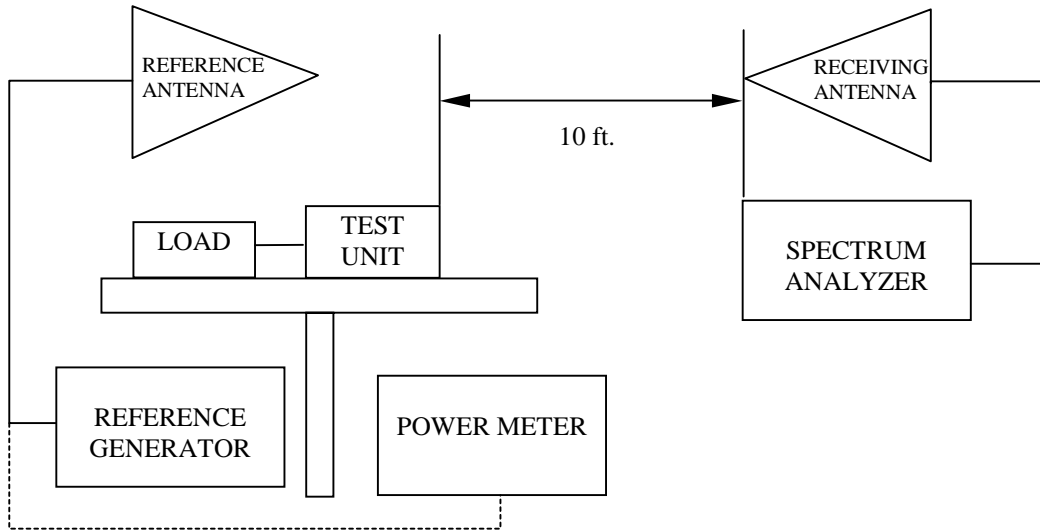 REFERENCE
ANTENNA
RECEIVING
ANTENNA
10 ft.
LOAD
TEST
UNIT
SPECTRUM
ANALYZER
REFERENCE
GENERATOR
POWER METER